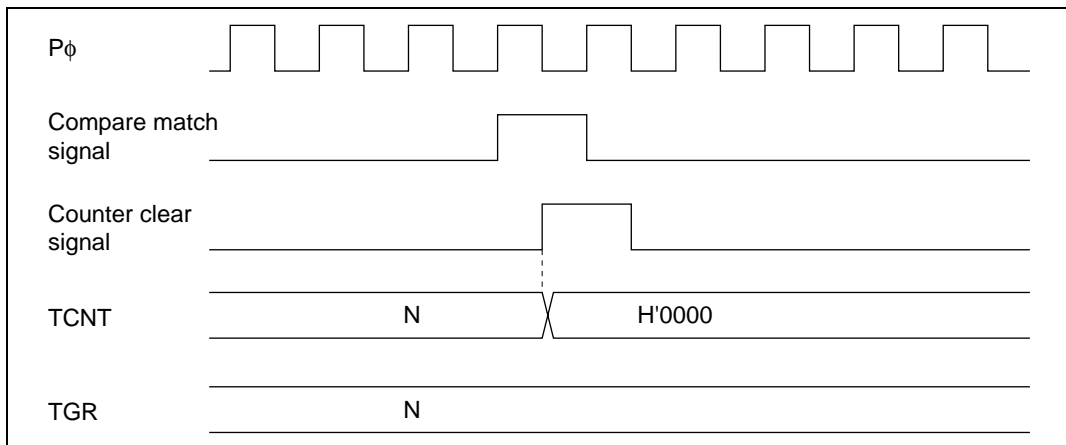 Pφ
Compare match
signal
Counter clear
signal
TCNT
N
H'0000
TGR
N